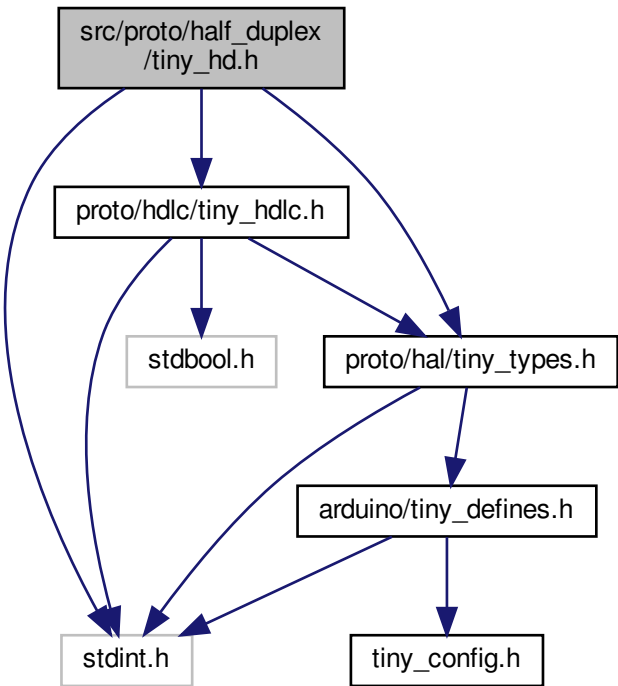 src/proto/half_duplex
/tiny_hd.h
proto/hdlc/tiny_hdlc.h
stdbool.h
proto/hal/tiny_types.h
arduino/tiny_defines.h
stdint.h
tiny_config.h